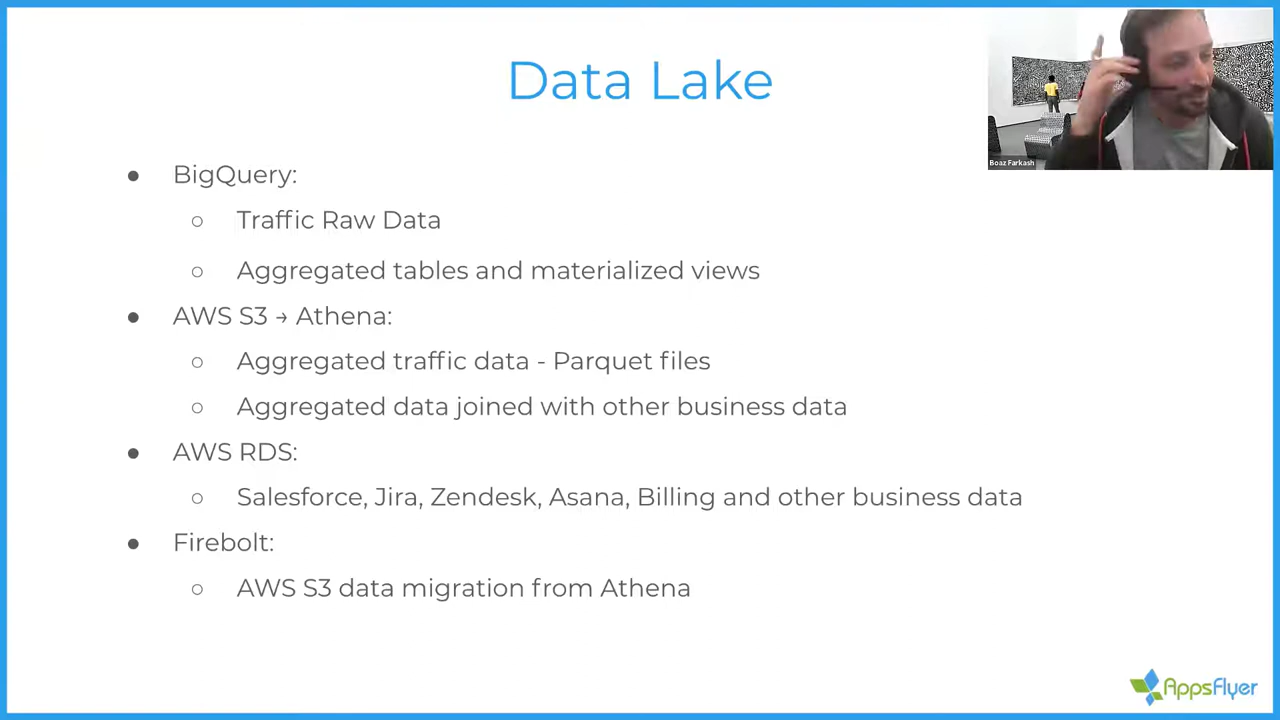 Data Lake
Boaz Farkash
● BigQuery:
○ Traffic Raw Data
○ Aggregated tables and materialized views
● AWS S3 → Athena:
○ Aggregated traffic data - Parquet files
○ Aggregated data joined with other business data
● AWS RDS:
○ Salesforce, Jira, Zendesk, Asana, Billing and other business data
● Firebolt:
○ AWS S3 data migration from Athena
AppsFlyer